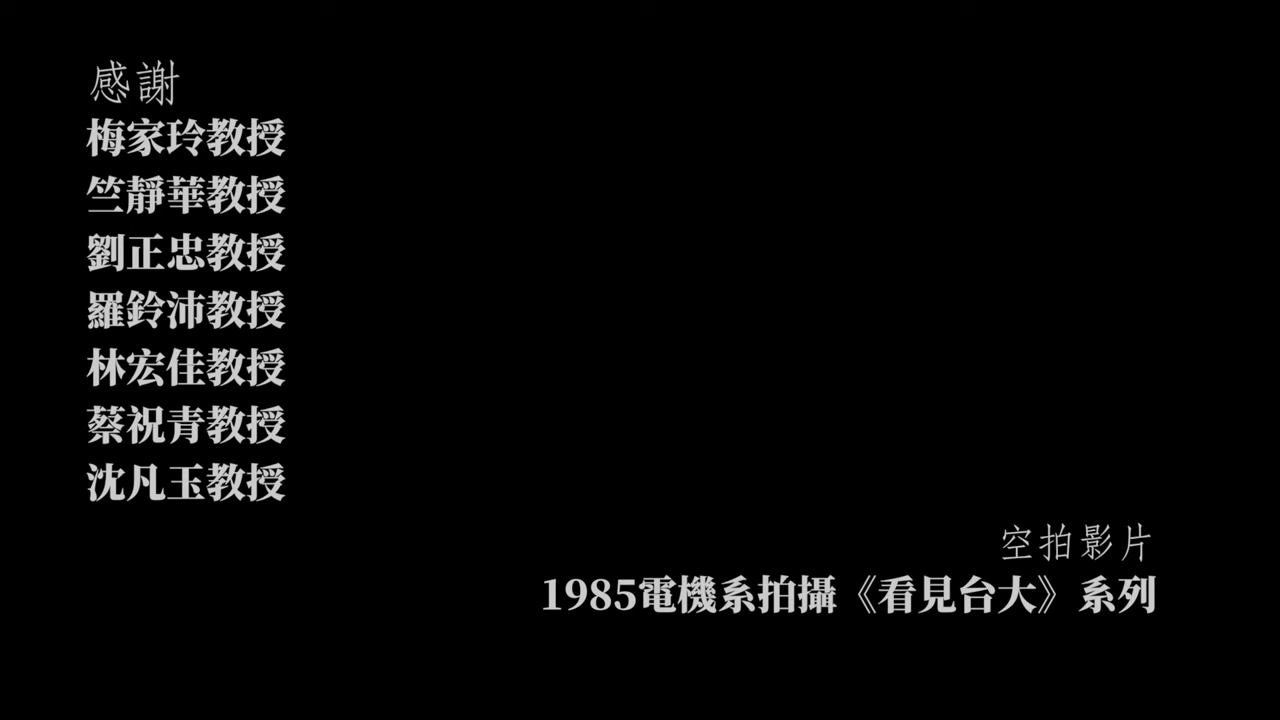 感謝
梅家玲教授
竺靜華教授
劉正忠教授
羅鈴沛教授
林宏佳教授
蔡祝青教授
沈凡玉教授
空拍影片
1985電機系拍攝《看見台大》系列